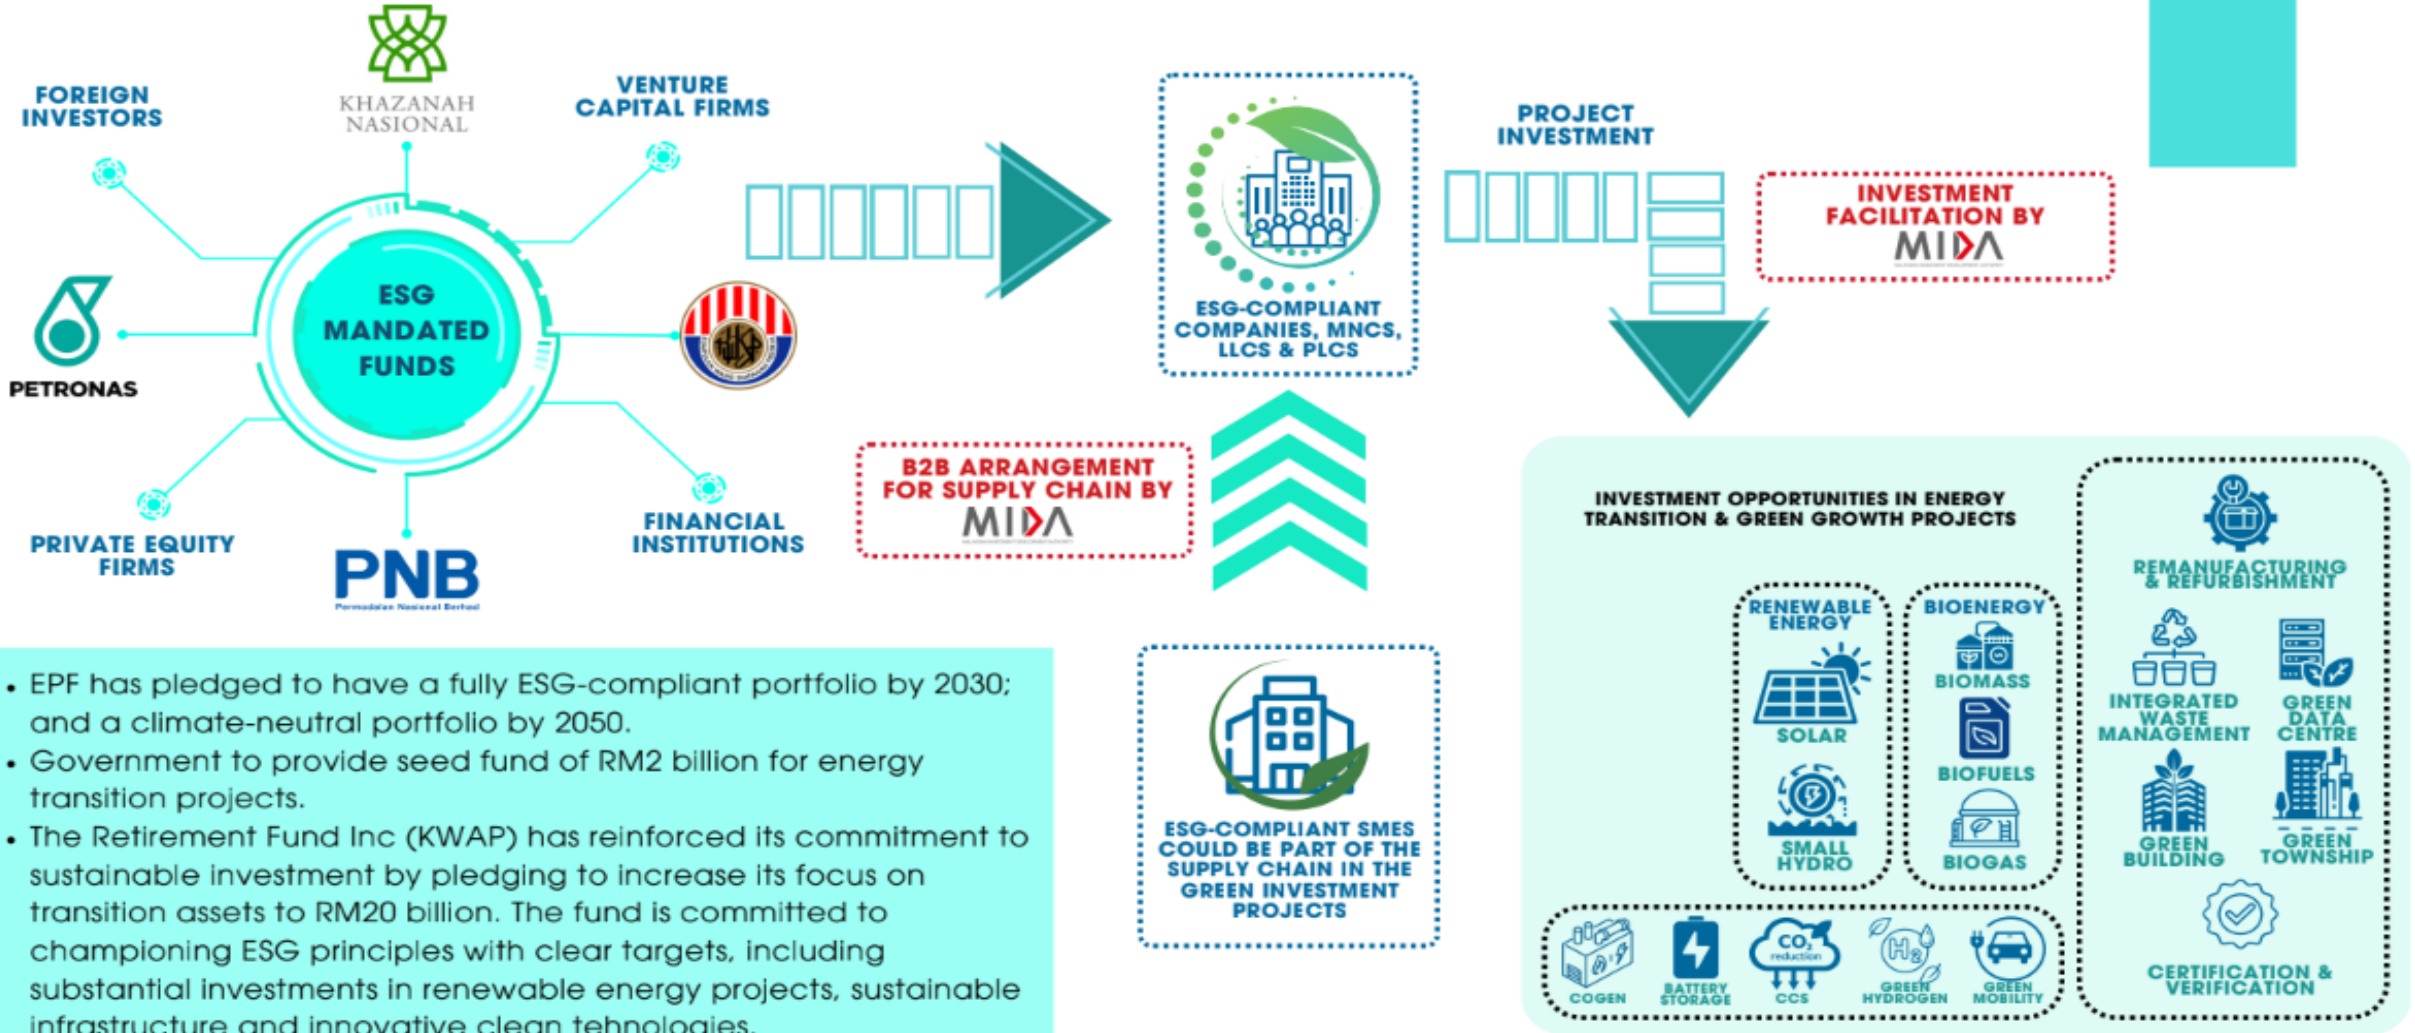 FOREIGN
INVESTORS
KHAZANAH
NASIONAL
VENTURE
CAPITAL FIRMS
PETRONAS
ESG
MANDATED
FUNDS
PRIVATE EQUITY
FIRMS
PNB
Permodalan Nasional Berhad
FINANCIAL
INSTITUTIONS
ESG-COMPLIANT
COMPANIES, MNCS,
LLCS & PLCS
PROJECT
INVESTMENT
INVESTMENT
FACILITATION BY
MIDA
B2B ARRANGEMENT
FOR SUPPLY CHAIN BY
MIDA
ESG-COMPLIANT SMES
COULD BE PART OF THE
SUPPLY CHAIN IN THE
GREEN INVESTMENT
PROJECTS
INVESTMENT OPPORTUNITIES IN ENERGY
TRANSITION & GREEN GROWTH PROJECTS
RENEWABLE
ENERGY
SOLAR
SMALL
HYDRO
BIOENERGY
BIOMASS
BIOFUELS
BIOGAS
REMANUFACTURING
& REFURBISHMENT
INTEGRATED
WASTE
MANAGEMENT
GREEN
DATA
CENTRE
GREEN
BUILDING
GREEN
TOWNSHIP
CERTIFICATION &
VERIFICATION
COGEN
BATTERY
STORAGE
CO2
reduction
CCS
H2
GREEN
HYDROGEN
GREEN
MOBILITY
• EPF has pledged to have a fully ESG-compliant portfolio by 2030;
and a climate-neutral portfolio by 2050.
• Government to provide seed fund of RM2 billion for energy
transition projects.
• The Retirement Fund Inc (KWAP) has reinforced its commitment to
sustainable investment by pledging to increase its focus on
transition assets to RM20 billion. The fund is committed to
championing ESG principles with clear targets, including
substantial investments in renewable energy projects, sustainable
infrastructure and innovative clean tehnologies.